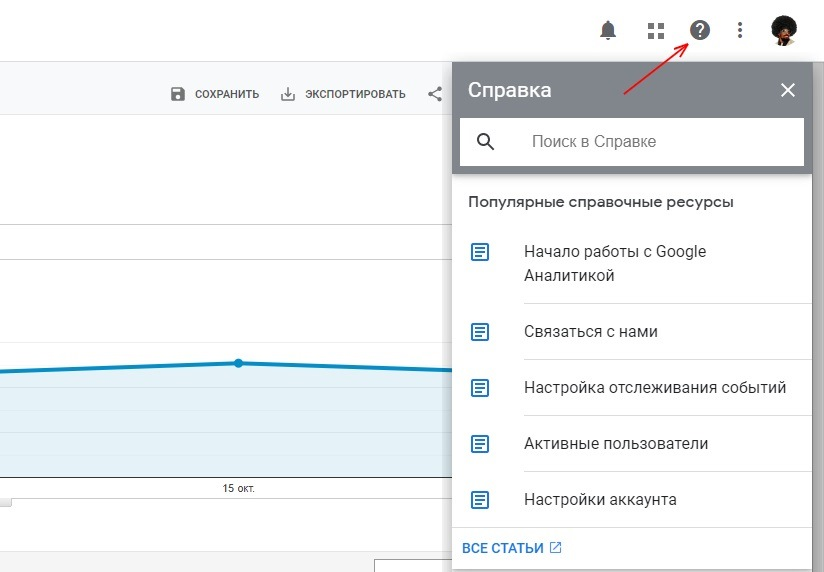 СОХРАНИТЬ
ЭКСПОРТИРОВАТЬ
Справка
Поиск в Справке
Популярные справочные ресурсы
Начало работы с Google
Аналитикой
Связаться с нами
Настройка отслеживания событий
Активные пользователи
15 окт.
Настройки аккаунта
ВСЕ СТАТЬИ